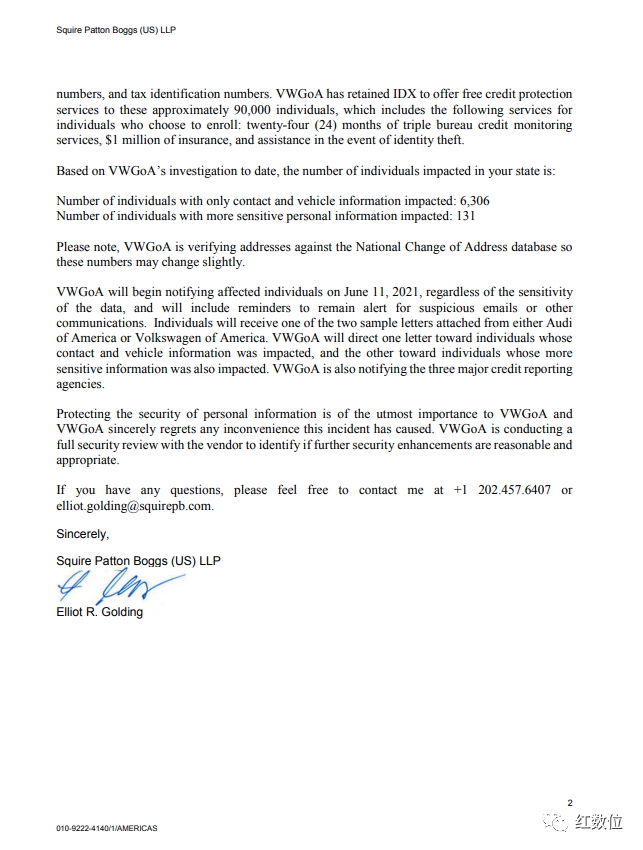 Squire Patton Boggs (US) LLP
numbers, and tax identification numbers. VWGoA has retained IDX to offer free credit protection
services to these approximately 90,000 individuals, which includes the following services for
individuals who choose to enroll: twenty-four (24) months of triple bureau credit monitoring
services, $1 million of insurance, and assistance in the event of identity theft.
Based on VWGoA’s investigation to date, the number of individuals impacted in your state is:
Number of individuals with only contact and vehicle information impacted: 6,306
Number of individuals with more sensitive personal information impacted: 131
Please note, VWGoA is verifying addresses against the National Change of Address database so
these numbers may change slightly.
VWGoA will begin notifying affected individuals on June 11, 2021, regardless of the sensitivity
of the data, and will include reminders to remain alert for suspicious emails or other
communications. Individuals will receive one of the two sample letters attached from either Audi
of America or Volkswagen of America. VWGoA will direct one letter toward individuals whose
contact and vehicle information was impacted, and the other toward individuals whose more
sensitive information was also impacted. VWGoA is also notifying the three major credit reporting
agencies.
Protecting the security of personal information is of the utmost importance to VWGoA and
VWGoA sincerely regrets any inconvenience this incident has caused. VWGoA is conducting a
full security review with the vendor to identify if further security enhancements are reasonable and
appropriate.
If you have any questions, please feel free to contact me at +1 202.457.6407 or
elliot.golding@squirepb.com.
Sincerely,
Squire Patton Boggs (US) LLP
Elliot R. Golding
2
红数位
010-9222-4140/1/AMERICAS